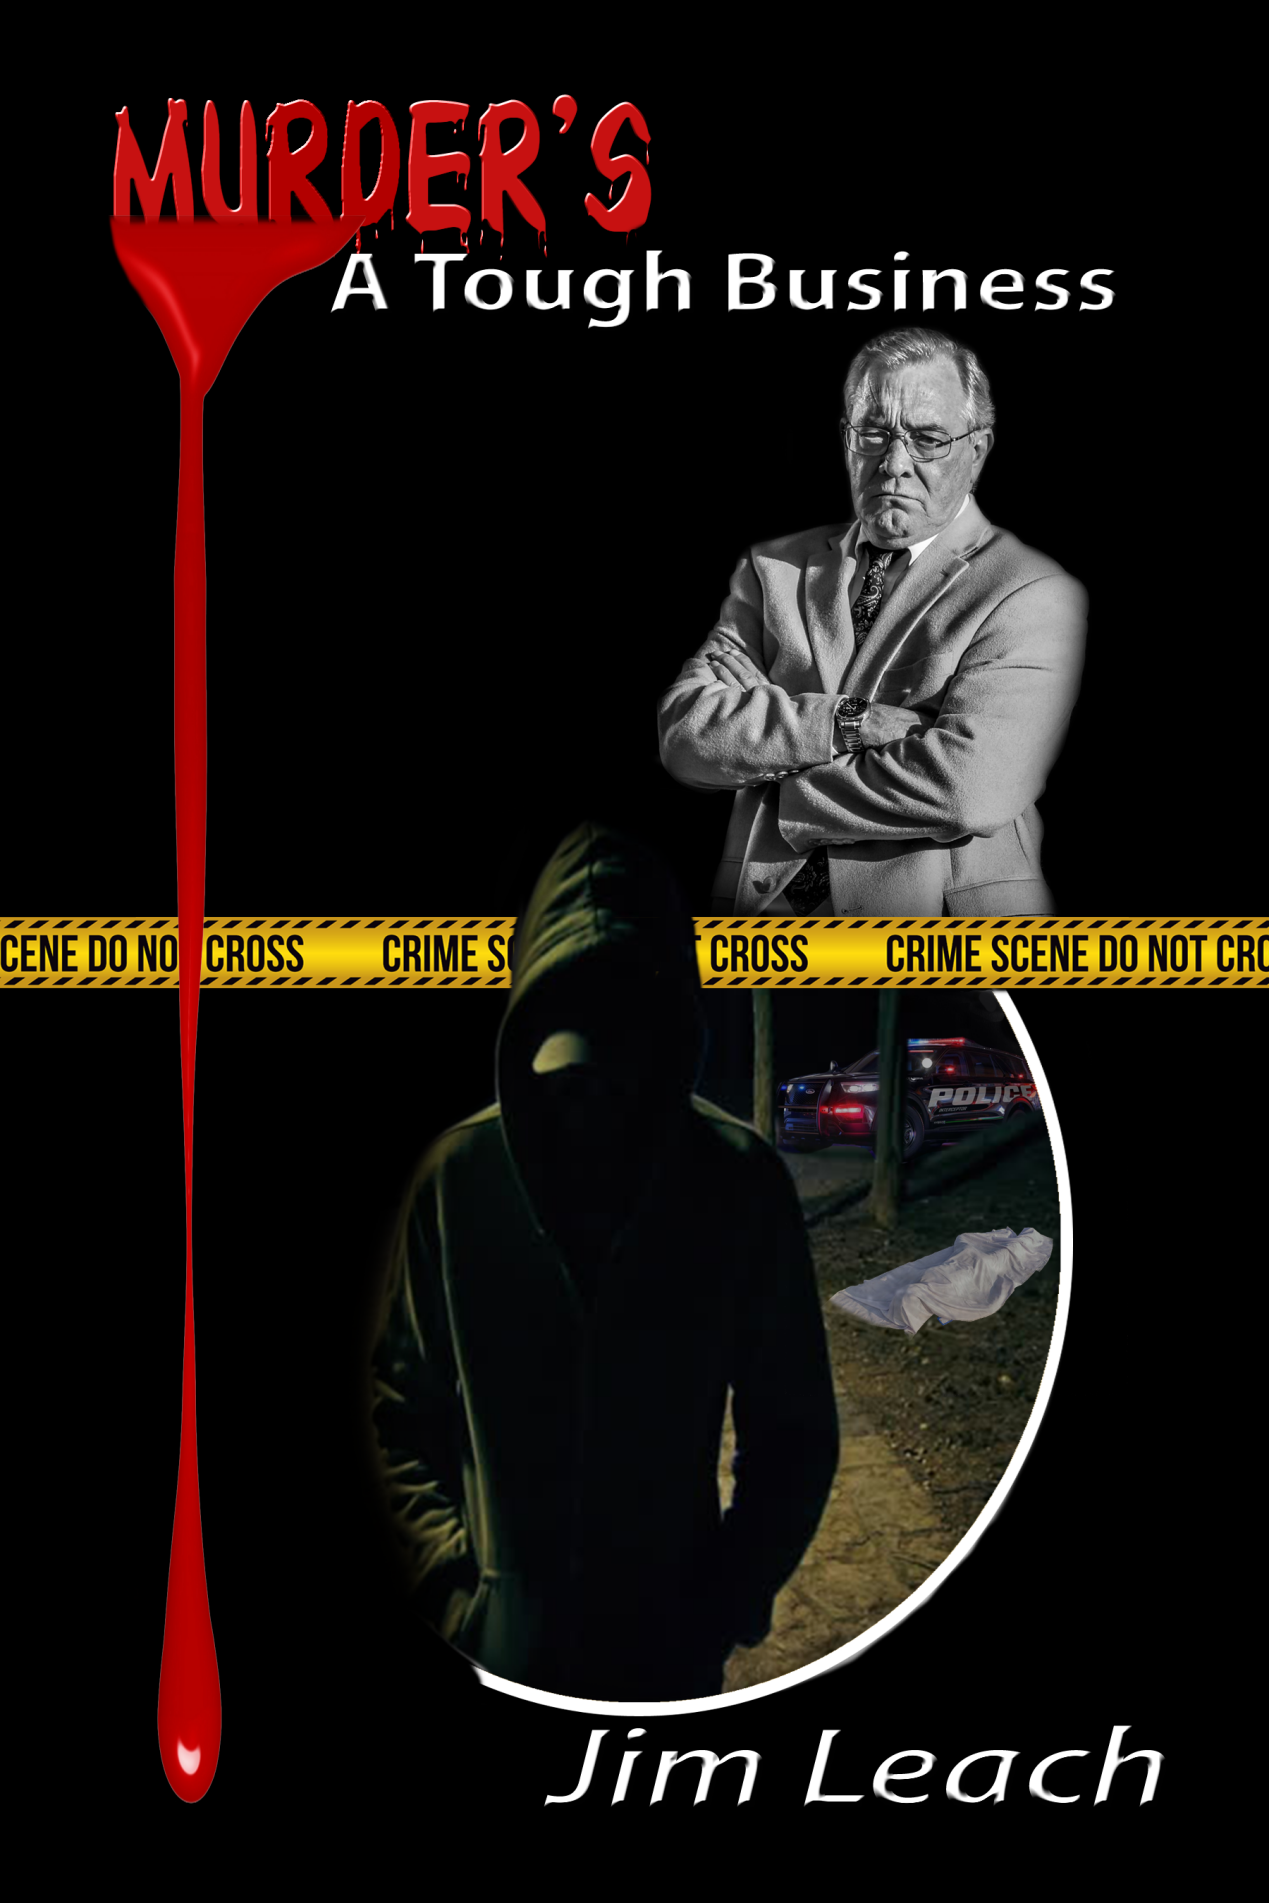 MURDER'S
A Tough Business
CENE DO NO CROSS CRIME SC T CROSS CRIME SCENE DO NOT CRO
POLICE
Jim Leach